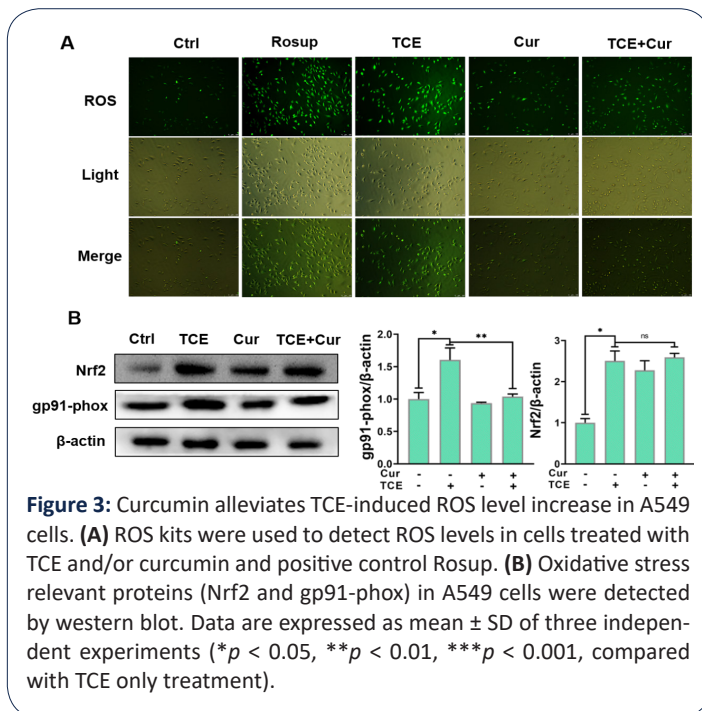 A
Ctrl Rosup TCE Cur TCE+Cur
ROS
Light
Merge
B
Ctrl TCE Cur TCE+Cur
Nrf2
gp91-phox
β-actin
gp91-phox/β-actin
2.0
1.5
1.0
0.5
0.0
* **
Cur - - + +
TCE - + - +
Nrf2/β-actin
3
2
1
0
* ns
Cur - - + +
TCE - + - +
Figure 3: Curcumin alleviates TCE-induced ROS level increase in A549
cells. (A) ROS kits were used to detect ROS levels in cells treated with
TCE and/or curcumin and positive control Rosup. (B) Oxidative stress
relevant proteins (Nrf2 and gp91-phox) in A549 cells were detected
by western blot. Data are expressed as mean ± SD of three indepen-
dent experiments (*p < 0.05, **p < 0.01, ***p < 0.001, compared
with TCE only treatment).